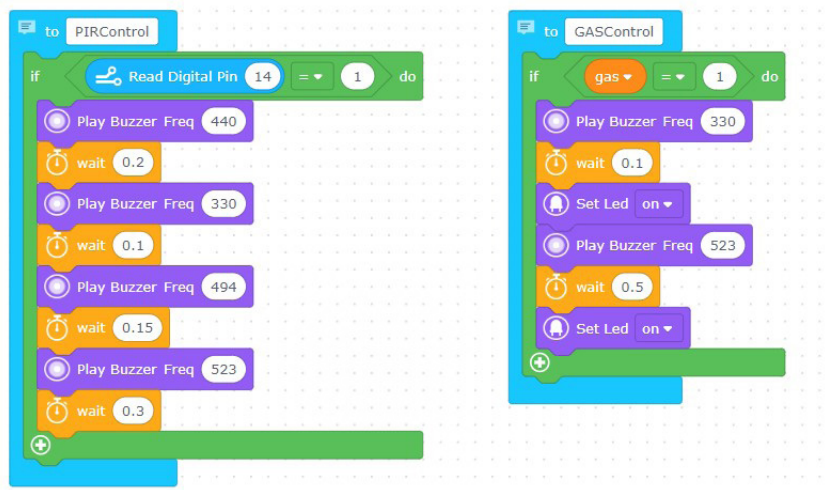 to PIRControl
if Read Digital Pin 14 = 1 do
Play Buzzer Freq 440
wait 0.2
Play Buzzer Freq 330
wait 0.1
Play Buzzer Freq 494
wait 0.15
Play Buzzer Freq 523
wait 0.3
to GASControl
if gas = 1 do
Play Buzzer Freq 330
wait 0.1
Set Led on
Play Buzzer Freq 523
wait 0.5
Set Led on